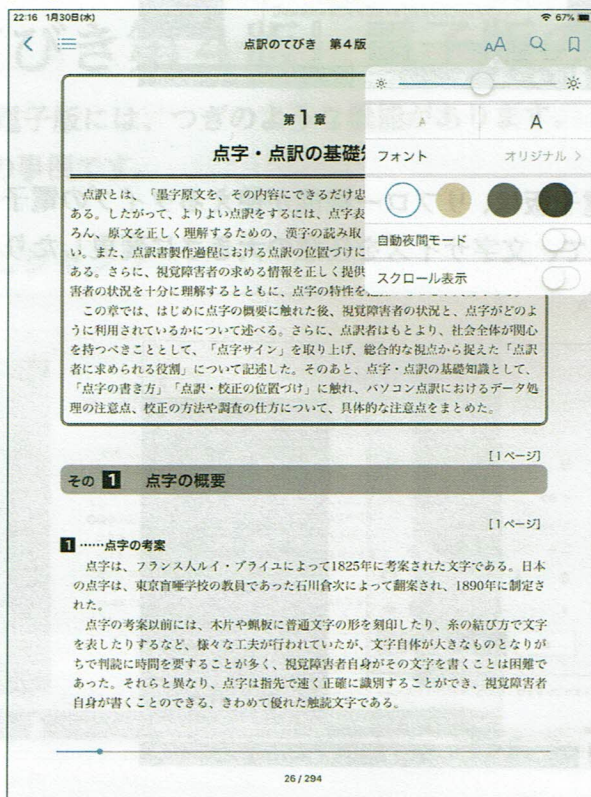 22:16 1月30日(水)
67%
点訳のてびき 第4版
AA
A
A
フォント オリジナル >
自動夜間モード
スクロール表示
第1章
点字・点訳の基礎知
点訳とは、「墨字原文を、その内容にできるだけ忠
ある。したがって、よりよい点訳をするには、点字表
ろん、原文を正しく理解するための、漢字の読み取
い。また、点訳書製作過程における点訳の位置づけに
ある。さらに、視覚障害者の求める情報を正しく提供
害者の状況を十分に理解するとともに、点字の特性を
この章では、はじめに点字の概要に触れた後、視覚障害者の状況と、点字がどのよ
うに利用されているかについて述べる。さらに、点訳者はもとより、社会全体が関心
を持つべきこととして、「点字サイン」を取り上げ、総合的な視点から捉えた「点訳
者に求められる役割」について記述した。そのあと、点字・点訳の基礎知識として、
「点字の書き方」「点訳・校正の位置づけ」に触れ、パソコン点訳におけるデータ処
理の注意点、校正の方法や調査の仕方について、具体的な注意点をまとめた。
[1ページ]
その 1 点字の概要
[1ページ]
1 ……点字の考案
点字は、フランス人ルイ・ブライユによって1825年に考案された文字である。日本
の点字は、東京盲唖学校の教員であった石川倉次によって翻案され、1890年に制定さ
れた。
点字の考案以前には、木片や蝋板に普通文字の形を刻印したり、糸の結び方で文字
を表したりするなど、様々な工夫が行われていたが、文字自体が大きなものとなりが
ちで判読に時間を要することが多く、視覚障害者自身がその文字を書くことは困難で
あった。それらと異なり、点字は指先で速く正確に識別することができ、視覚障害者
自身が書くことのできる、きわめて優れた触読文字である。
26 / 294